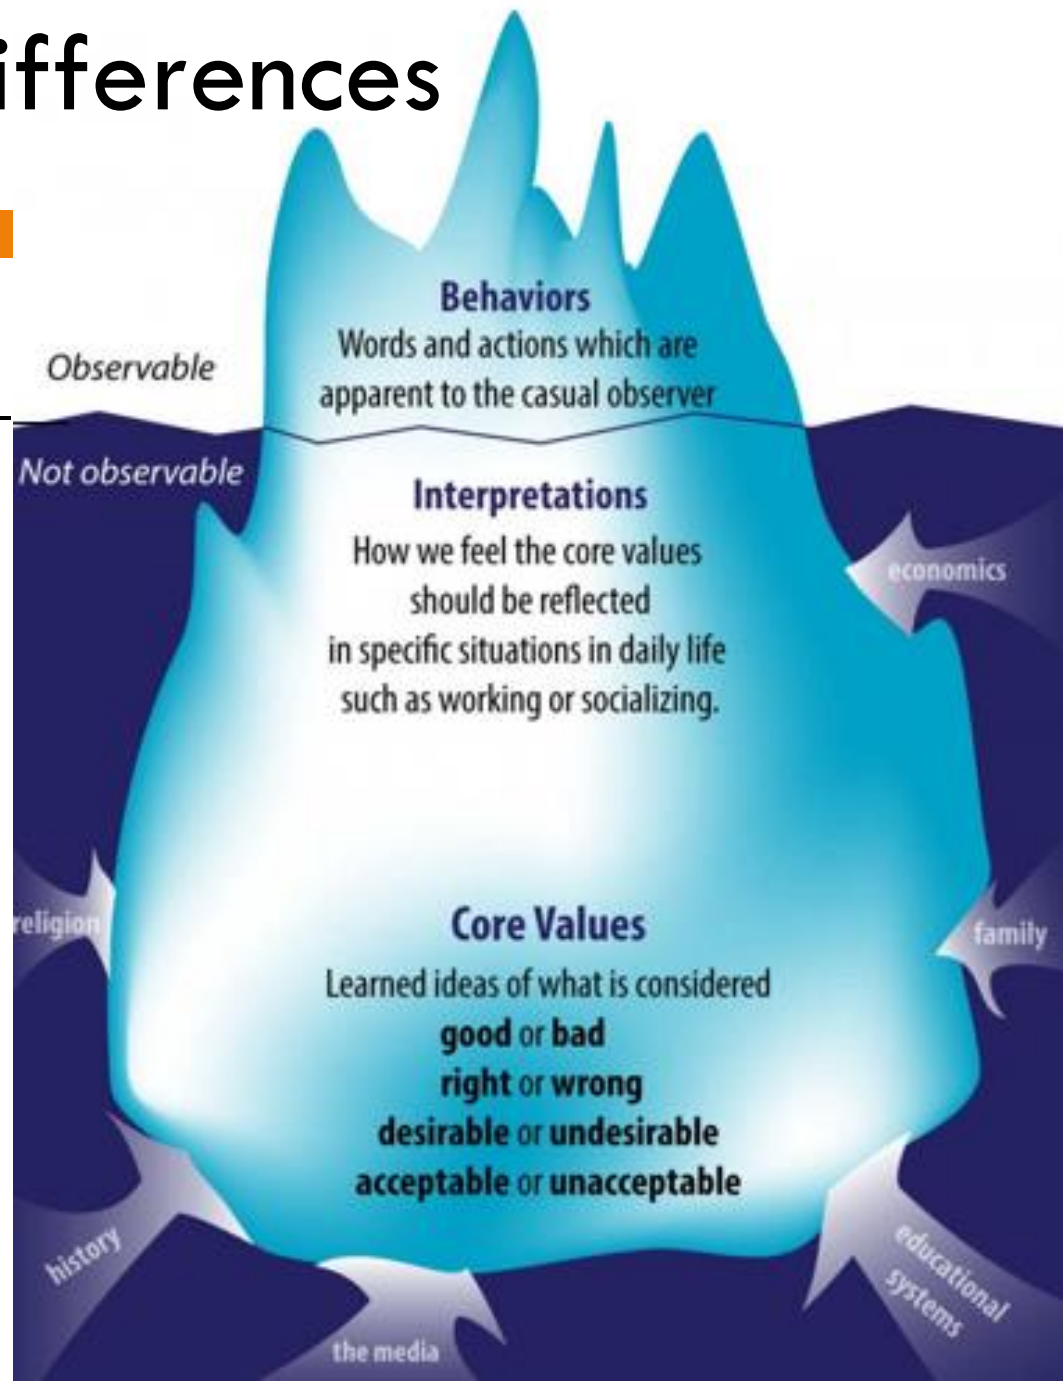 ifferences
Behaviors
Words and actions which are
apparent to the casual observer
Observable
Not observable
Interpretations
How we feel the core values
should be reflected
in specific situations in daily life
such as working or socializing.
economics
religion
family
Core Values
Learned ideas of what is considered
good or bad
right or wrong
desirable or undesirable
acceptable or unacceptable
history
educational
systems
the media